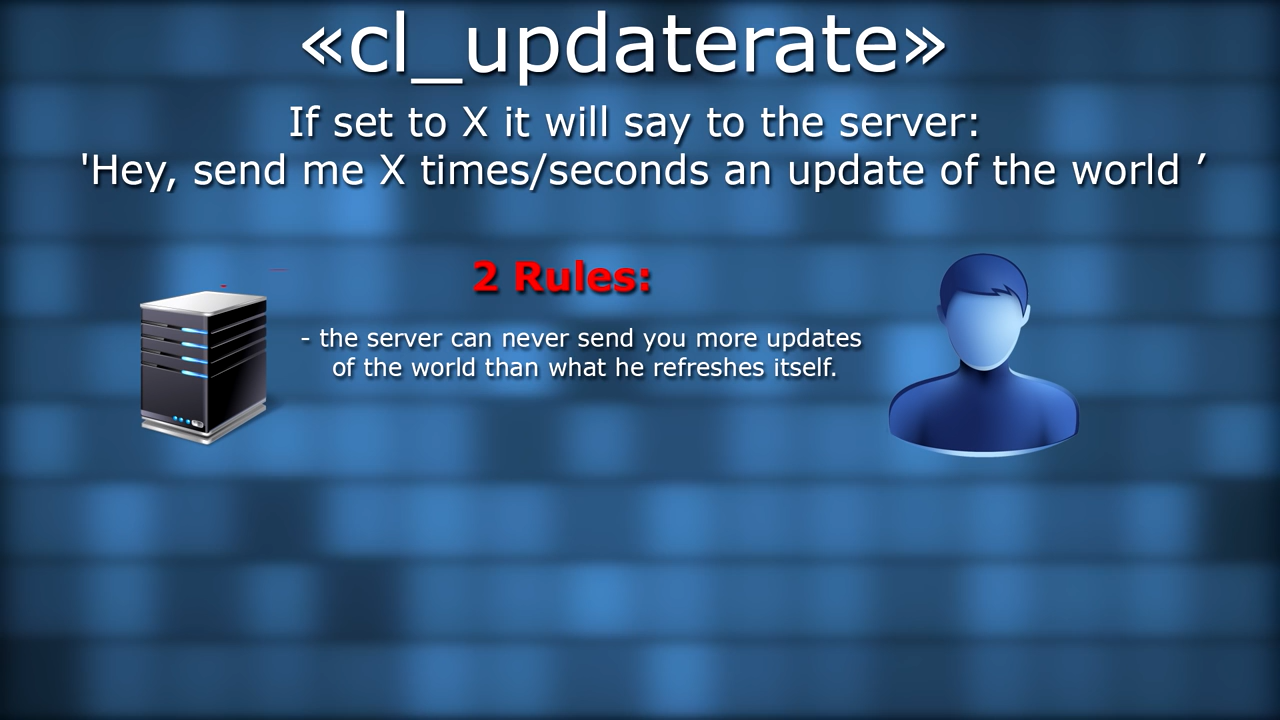 «cl_updaterate»
If set to X it will say to the server:
'Hey, send me X times/seconds an update of the world ’
2 Rules:
- the server can never send you more updates
of the world than what he refreshes itself.